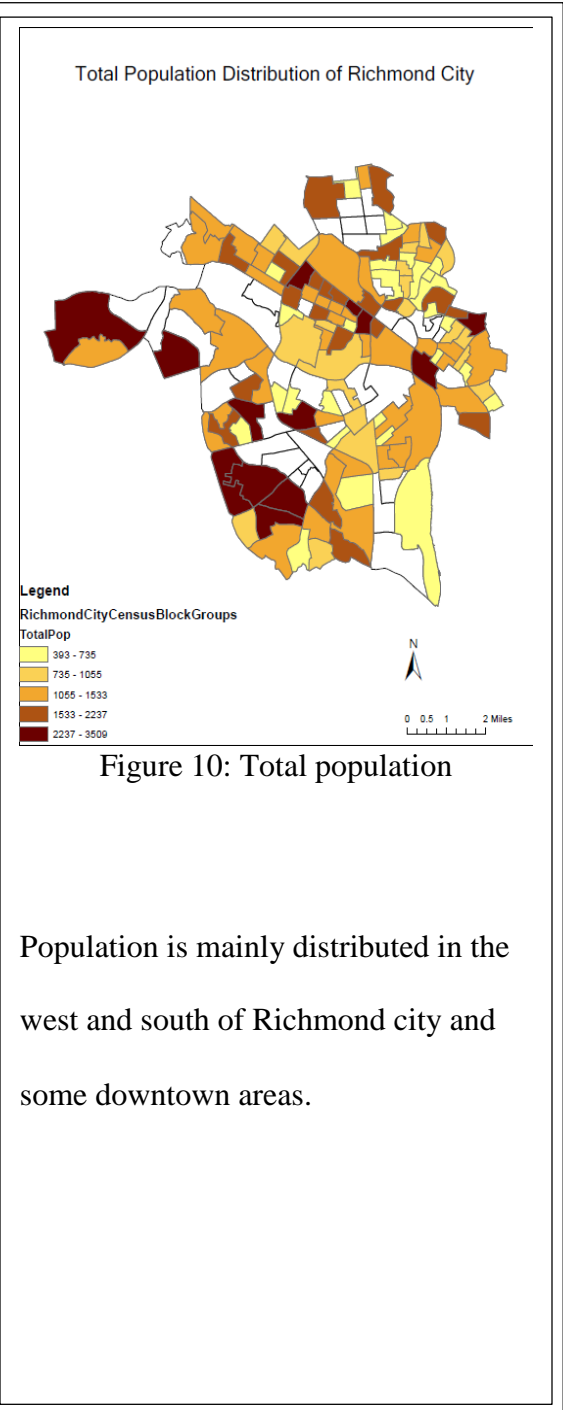 Total Population Distribution of Richmond City
Legend
RichmondCityCensusBlockGroups
TotalPop
393 - 735
735 - 1055
1055 - 1533
1533 - 2237
2237 - 3509
N
0 0.5 1 2 Miles
Figure 10: Total population
Population is mainly distributed in the
west and south of Richmond city and
some downtown areas.